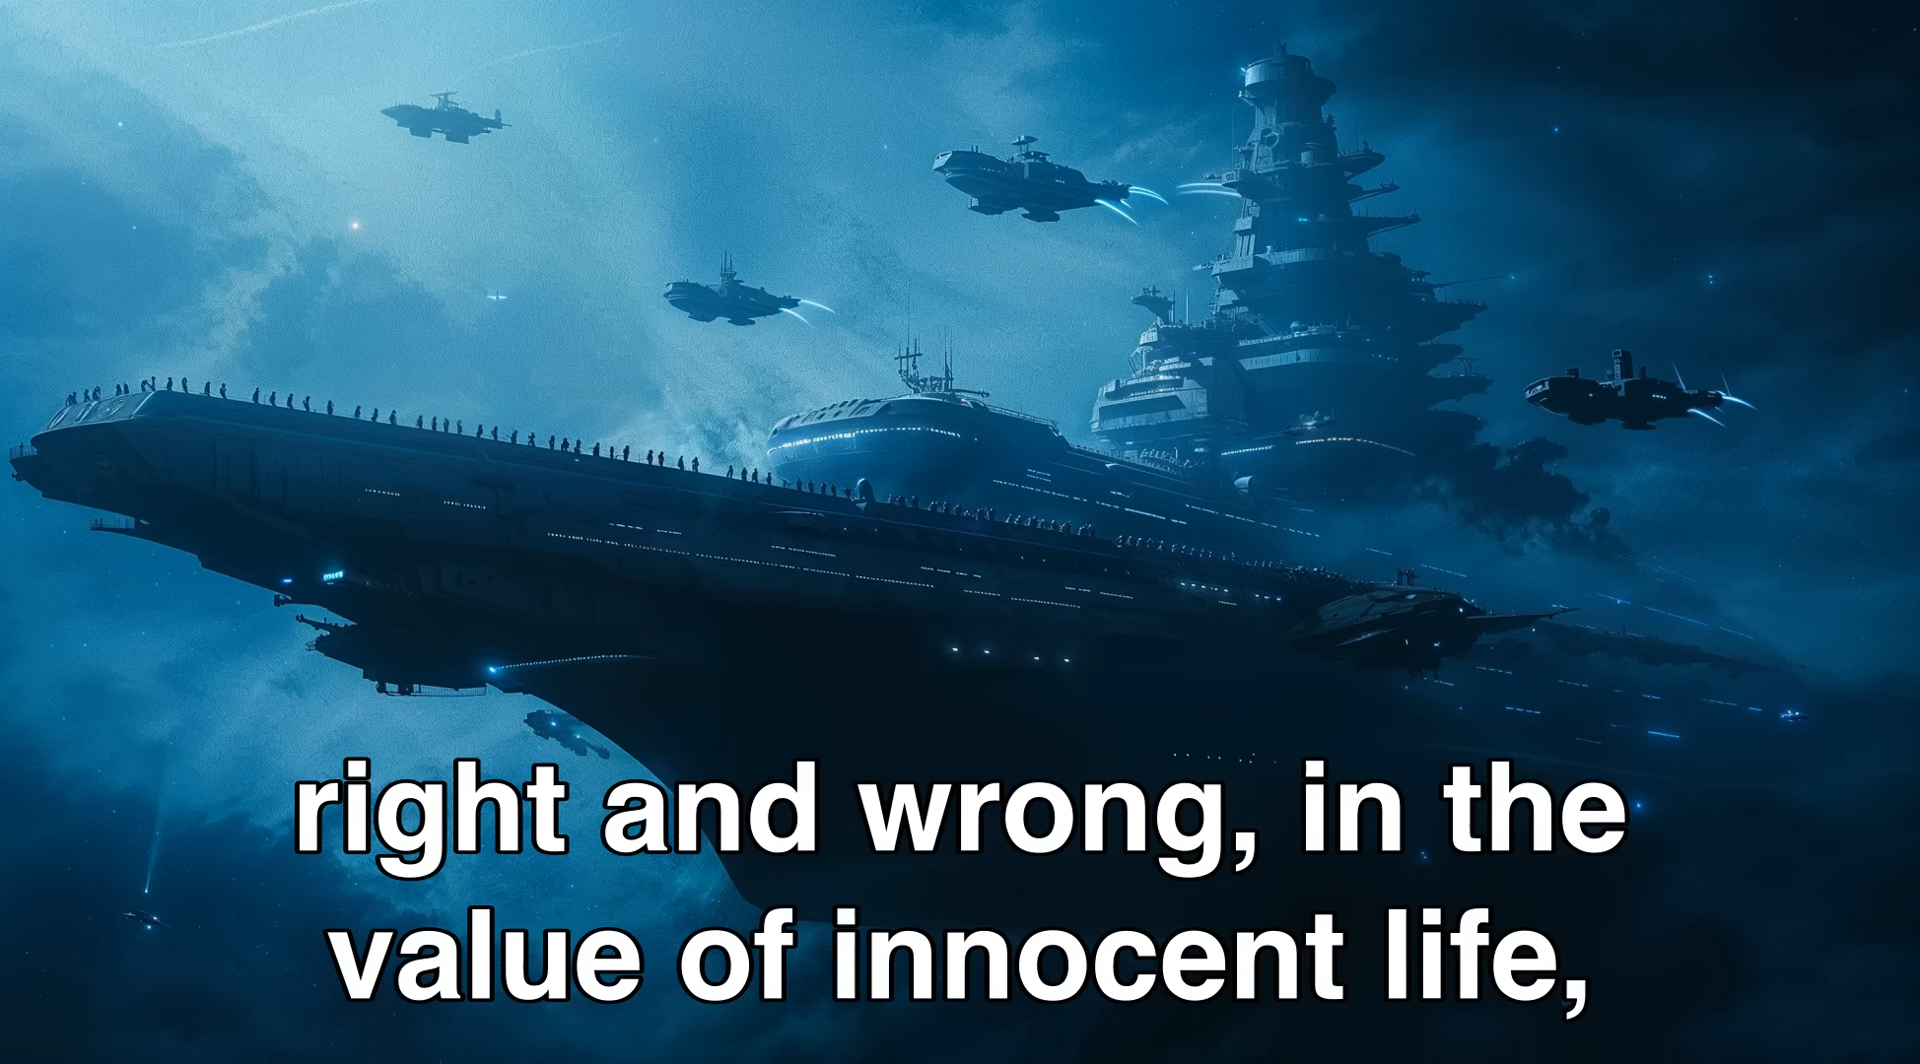 right and wrong, in the
value of innocent life,